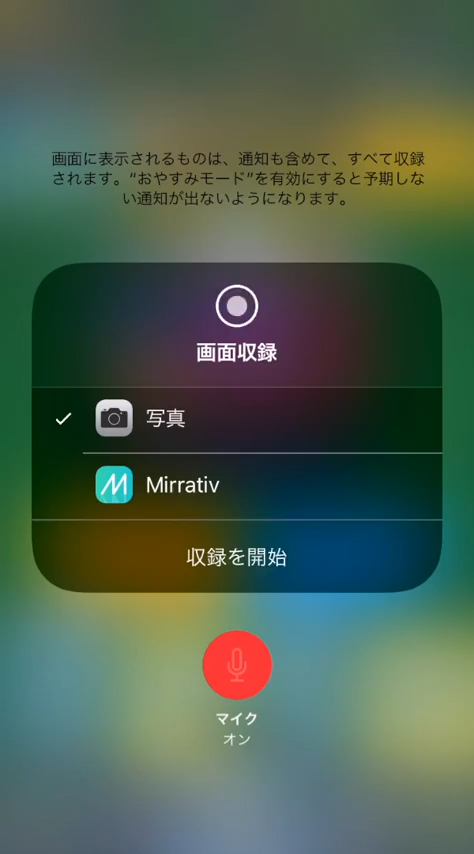 画面に表示されるものは、通知も含めて、すべて収録
されます。“おやすみモード”を有効にすると予期しな
い通知が出ないようになります。
画面収録
写真
Mirrativ
収録を開始
マイク
オン